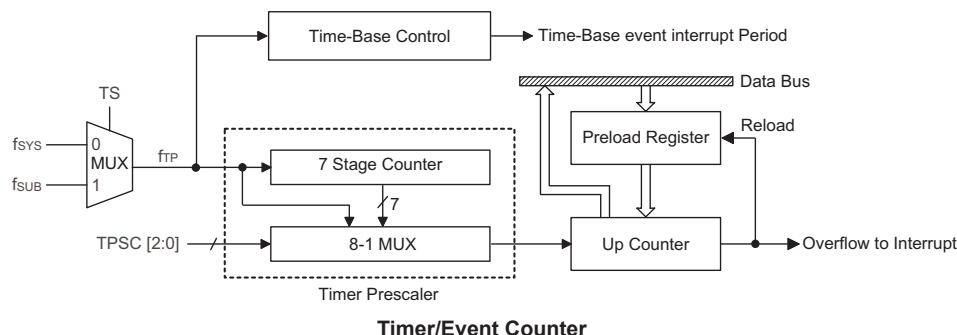 Time-Base Control
Time-Base event interrupt Period
Data Bus
TS
Preload Register
Reload
fSYS
0
MUX
fTP
fSUB
1
7 Stage Counter
7
TPSC [2:0]
8-1 MUX
Up Counter
Overflow to Interrupt
Timer Prescaler
Timer/Event Counter